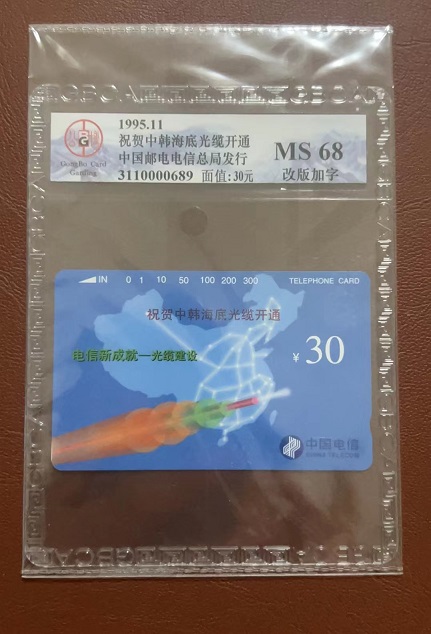 1995.11
祝贺中韩海底光缆开通
中国邮电电信总局发行
3110000689 面值:30元
MS 68
改版加字
G
GongBo Card Grading
IN 0 1 10 50 100 200 300 TELEPHONE CARD
祝贺中韩海底光缆开通
电信新成就—光缆建设
¥ 30
中国电信
CHINA TELECOM